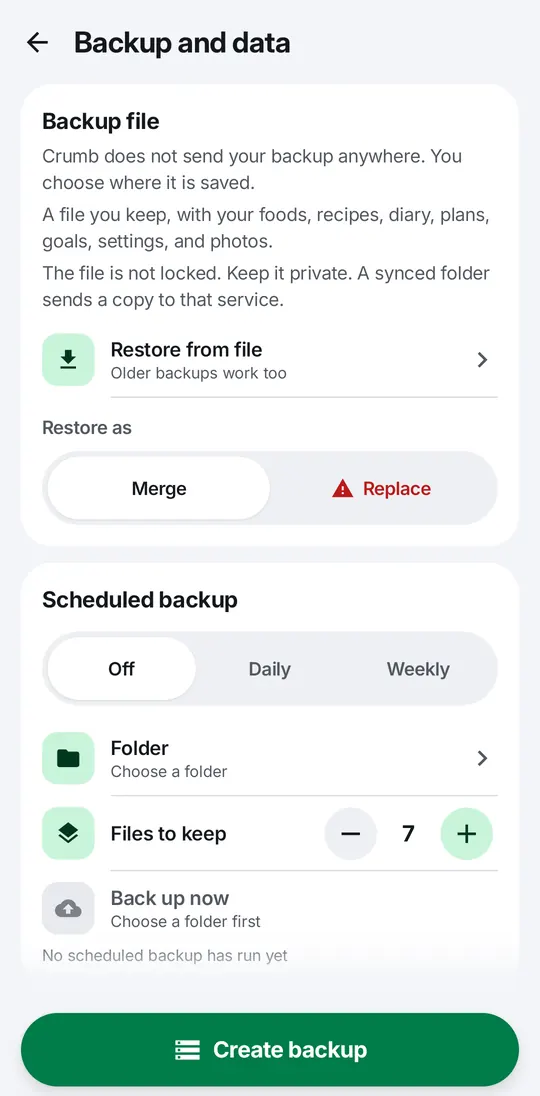 Backup and data
Backup file
Crumb does not send your backup anywhere. You
choose where it is saved.
A file you keep, with your foods, recipes, diary, plans,
goals, settings, and photos.
The file is not locked. Keep it private. A synced folder
sends a copy to that service.
Restore from file
Older backups work too
Restore as
Merge
Replace
Scheduled backup
Off
Daily
Weekly
Folder
Choose a folder
Files to keep
7
Back up now
Choose a folder first
No scheduled backup has run yet
Create backup